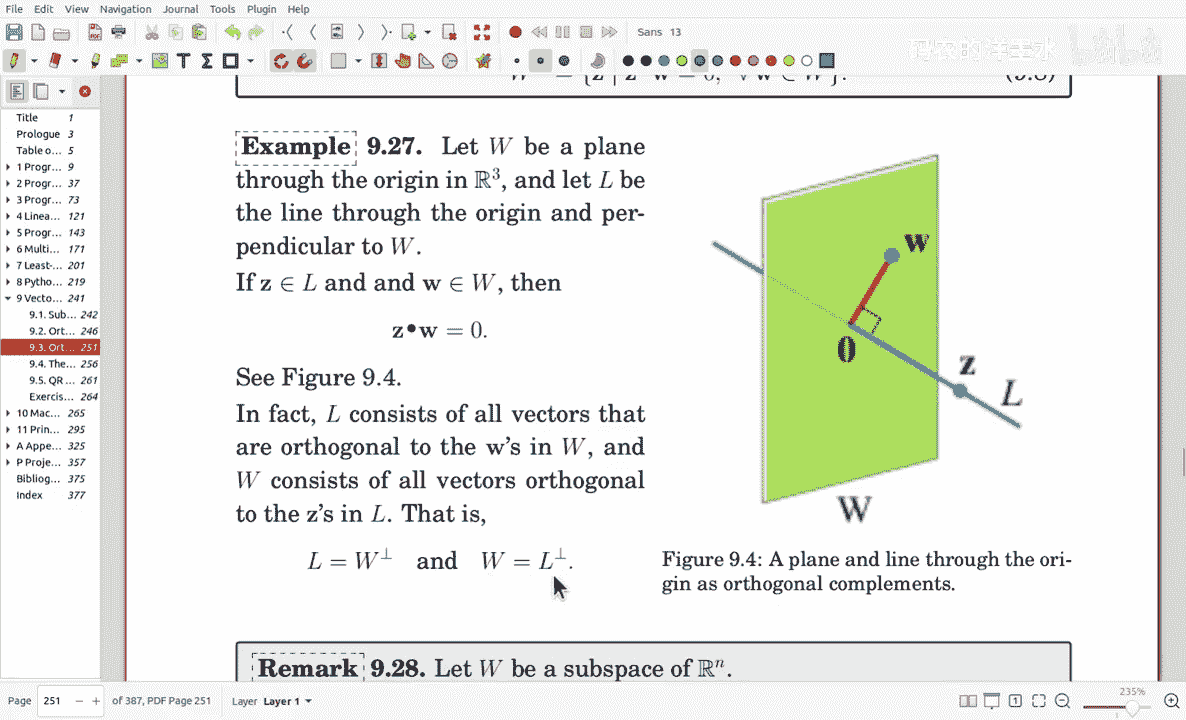 File Edit View Navigation Journal Tools Plugin Help
Sans 13
Title 1
Prologue 3
Table o... 5
1 Progr... 9
2 Progr... 37
3 Progr... 73
4 Linea... 121
5 Progr... 143
6 Multi... 171
7 Least-... 201
8 Pytho... 219
9 Vecto... 241
9.1. Sub... 242
9.2. Ort... 246
9.3. Ort... 251
9.4. The... 256
9.5. QR ... 261
Exercis... 264
10 Mac... 265
11 Prin... 295
A Appe... 325
P Proje... 357
Bibliog... 375
Index 377
Example 9.27. Let W be a plane
through the origin in ℝ³, and let L be
the line through the origin and per-
pendicular to W.
If z ∈ L and and w ∈ W, then
z•w = 0.
See Figure 9.4.
In fact, L consists of all vectors that
are orthogonal to the w's in W, and
W consists of all vectors orthogonal
to the z's in L. That is,
L = W⊥ and W = L⊥.
w
0
z
L
W
Figure 9.4: A plane and line through the ori-
gin as orthogonal complements.
Remark 9.28. Let W be a subspace of ℝⁿ.
Page 251 − + of 387, PDF Page 251 Layer Layer 1
235%